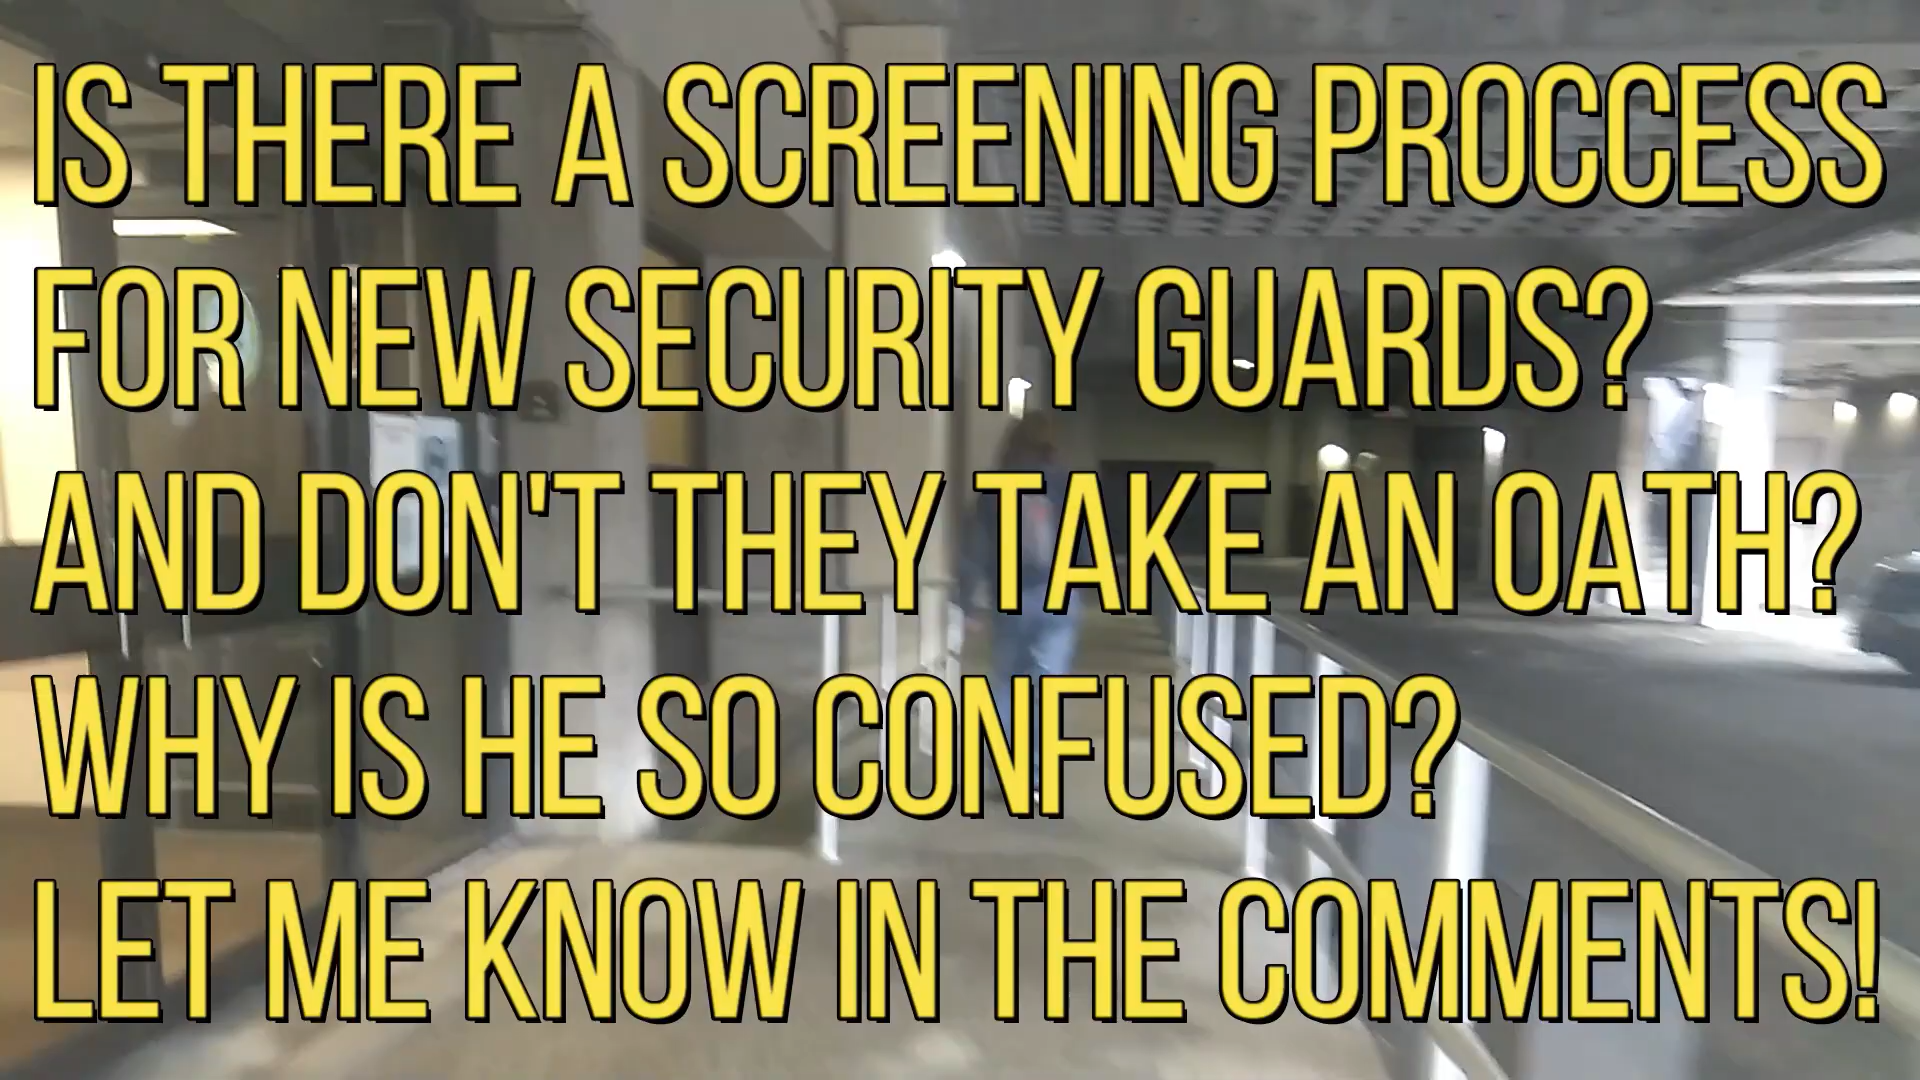 IS THERE A SCREENING PROCCESS
FOR NEW SECURITY GUARDS?
AND DON'T THEY TAKE AN OATH?
WHY IS HE SO CONFUSED?
LET ME KNOW IN THE COMMENTS!